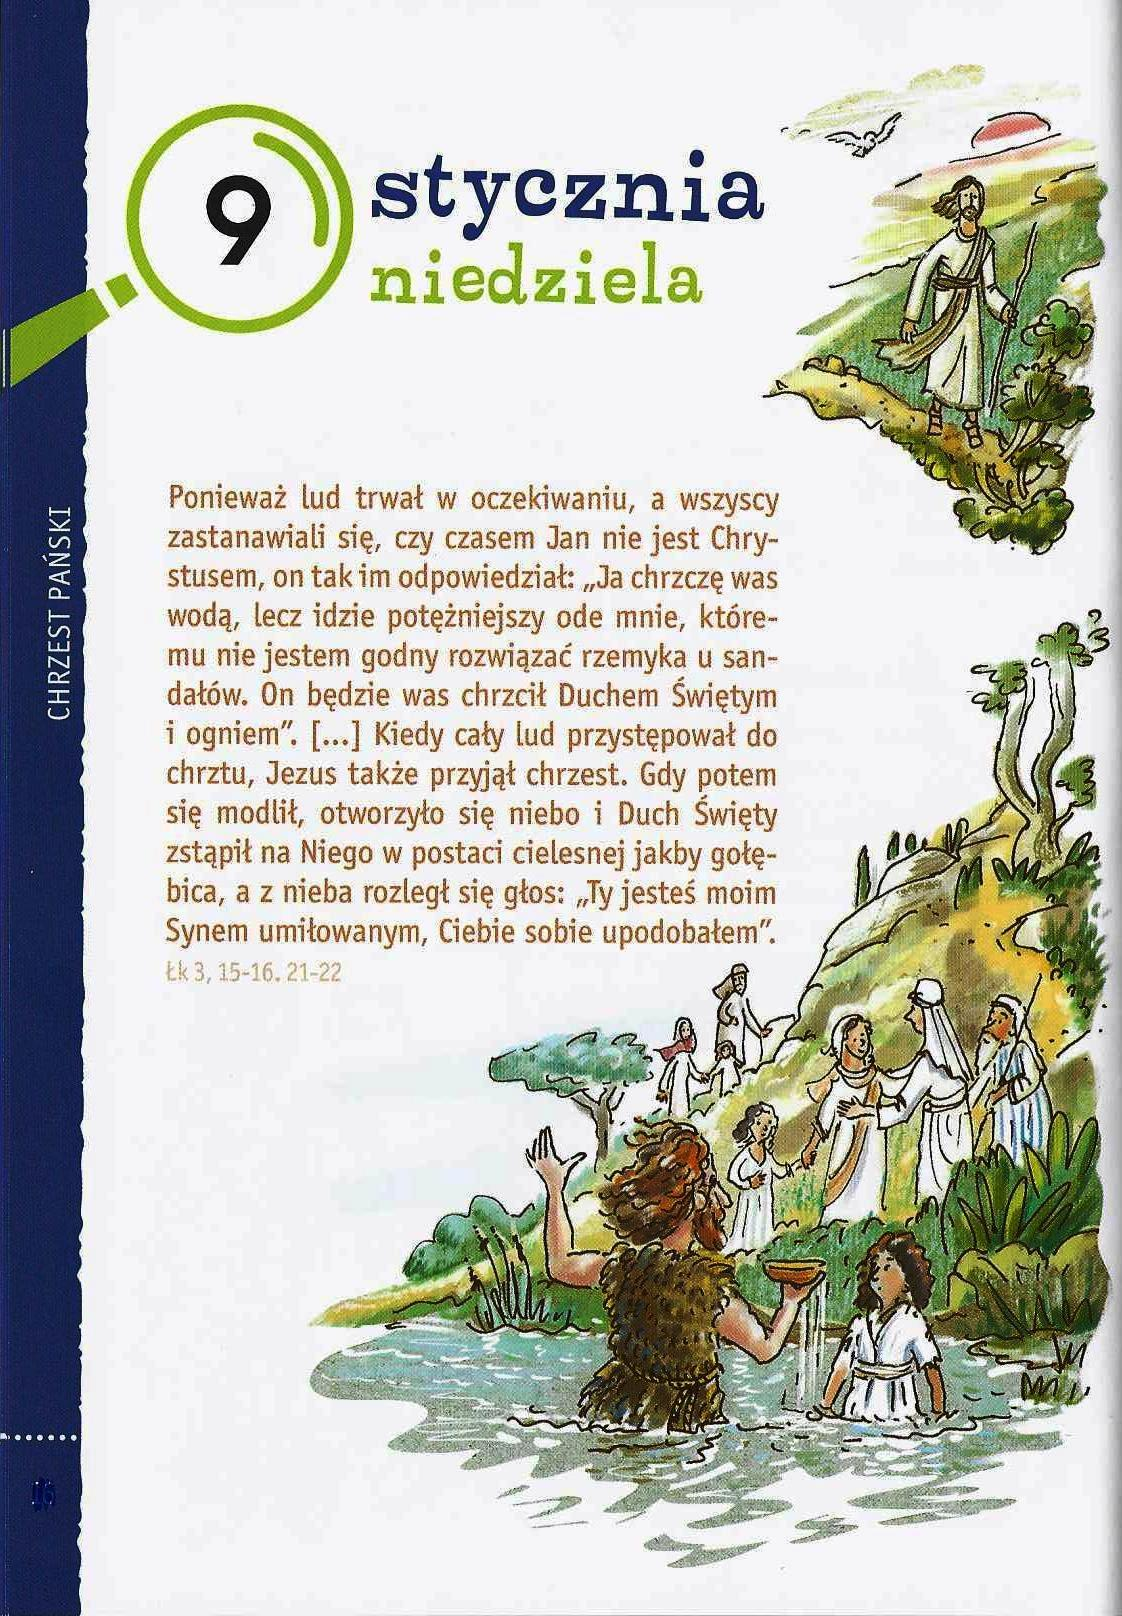 9
stycznia
niedziela
CHRZEST PAŃSKI
Ponieważ lud trwał w oczekiwaniu, a wszyscy
zastanawiali się, czy czasem Jan nie jest Chry-
stusem, on tak im odpowiedział: „Ja chrzczę was
wodą, lecz idzie potężniejszy ode mnie, które-
mu nie jestem godny rozwiązać rzemyka u san-
dałów. On będzie was chrzcił Duchem Świętym
i ogniem”. [...] Kiedy cały lud przystępował do
chrztu, Jezus także przyjął chrzest. Gdy potem
się modlił, otworzyło się niebo i Duch Święty
zstąpił na Niego w postaci cielesnej jakby gołę-
bica, a z nieba rozległ się głos: „Ty jesteś moim
Synem umiłowanym, Ciebie sobie upodobałem”.
Łk 3, 15-16. 21-22
16